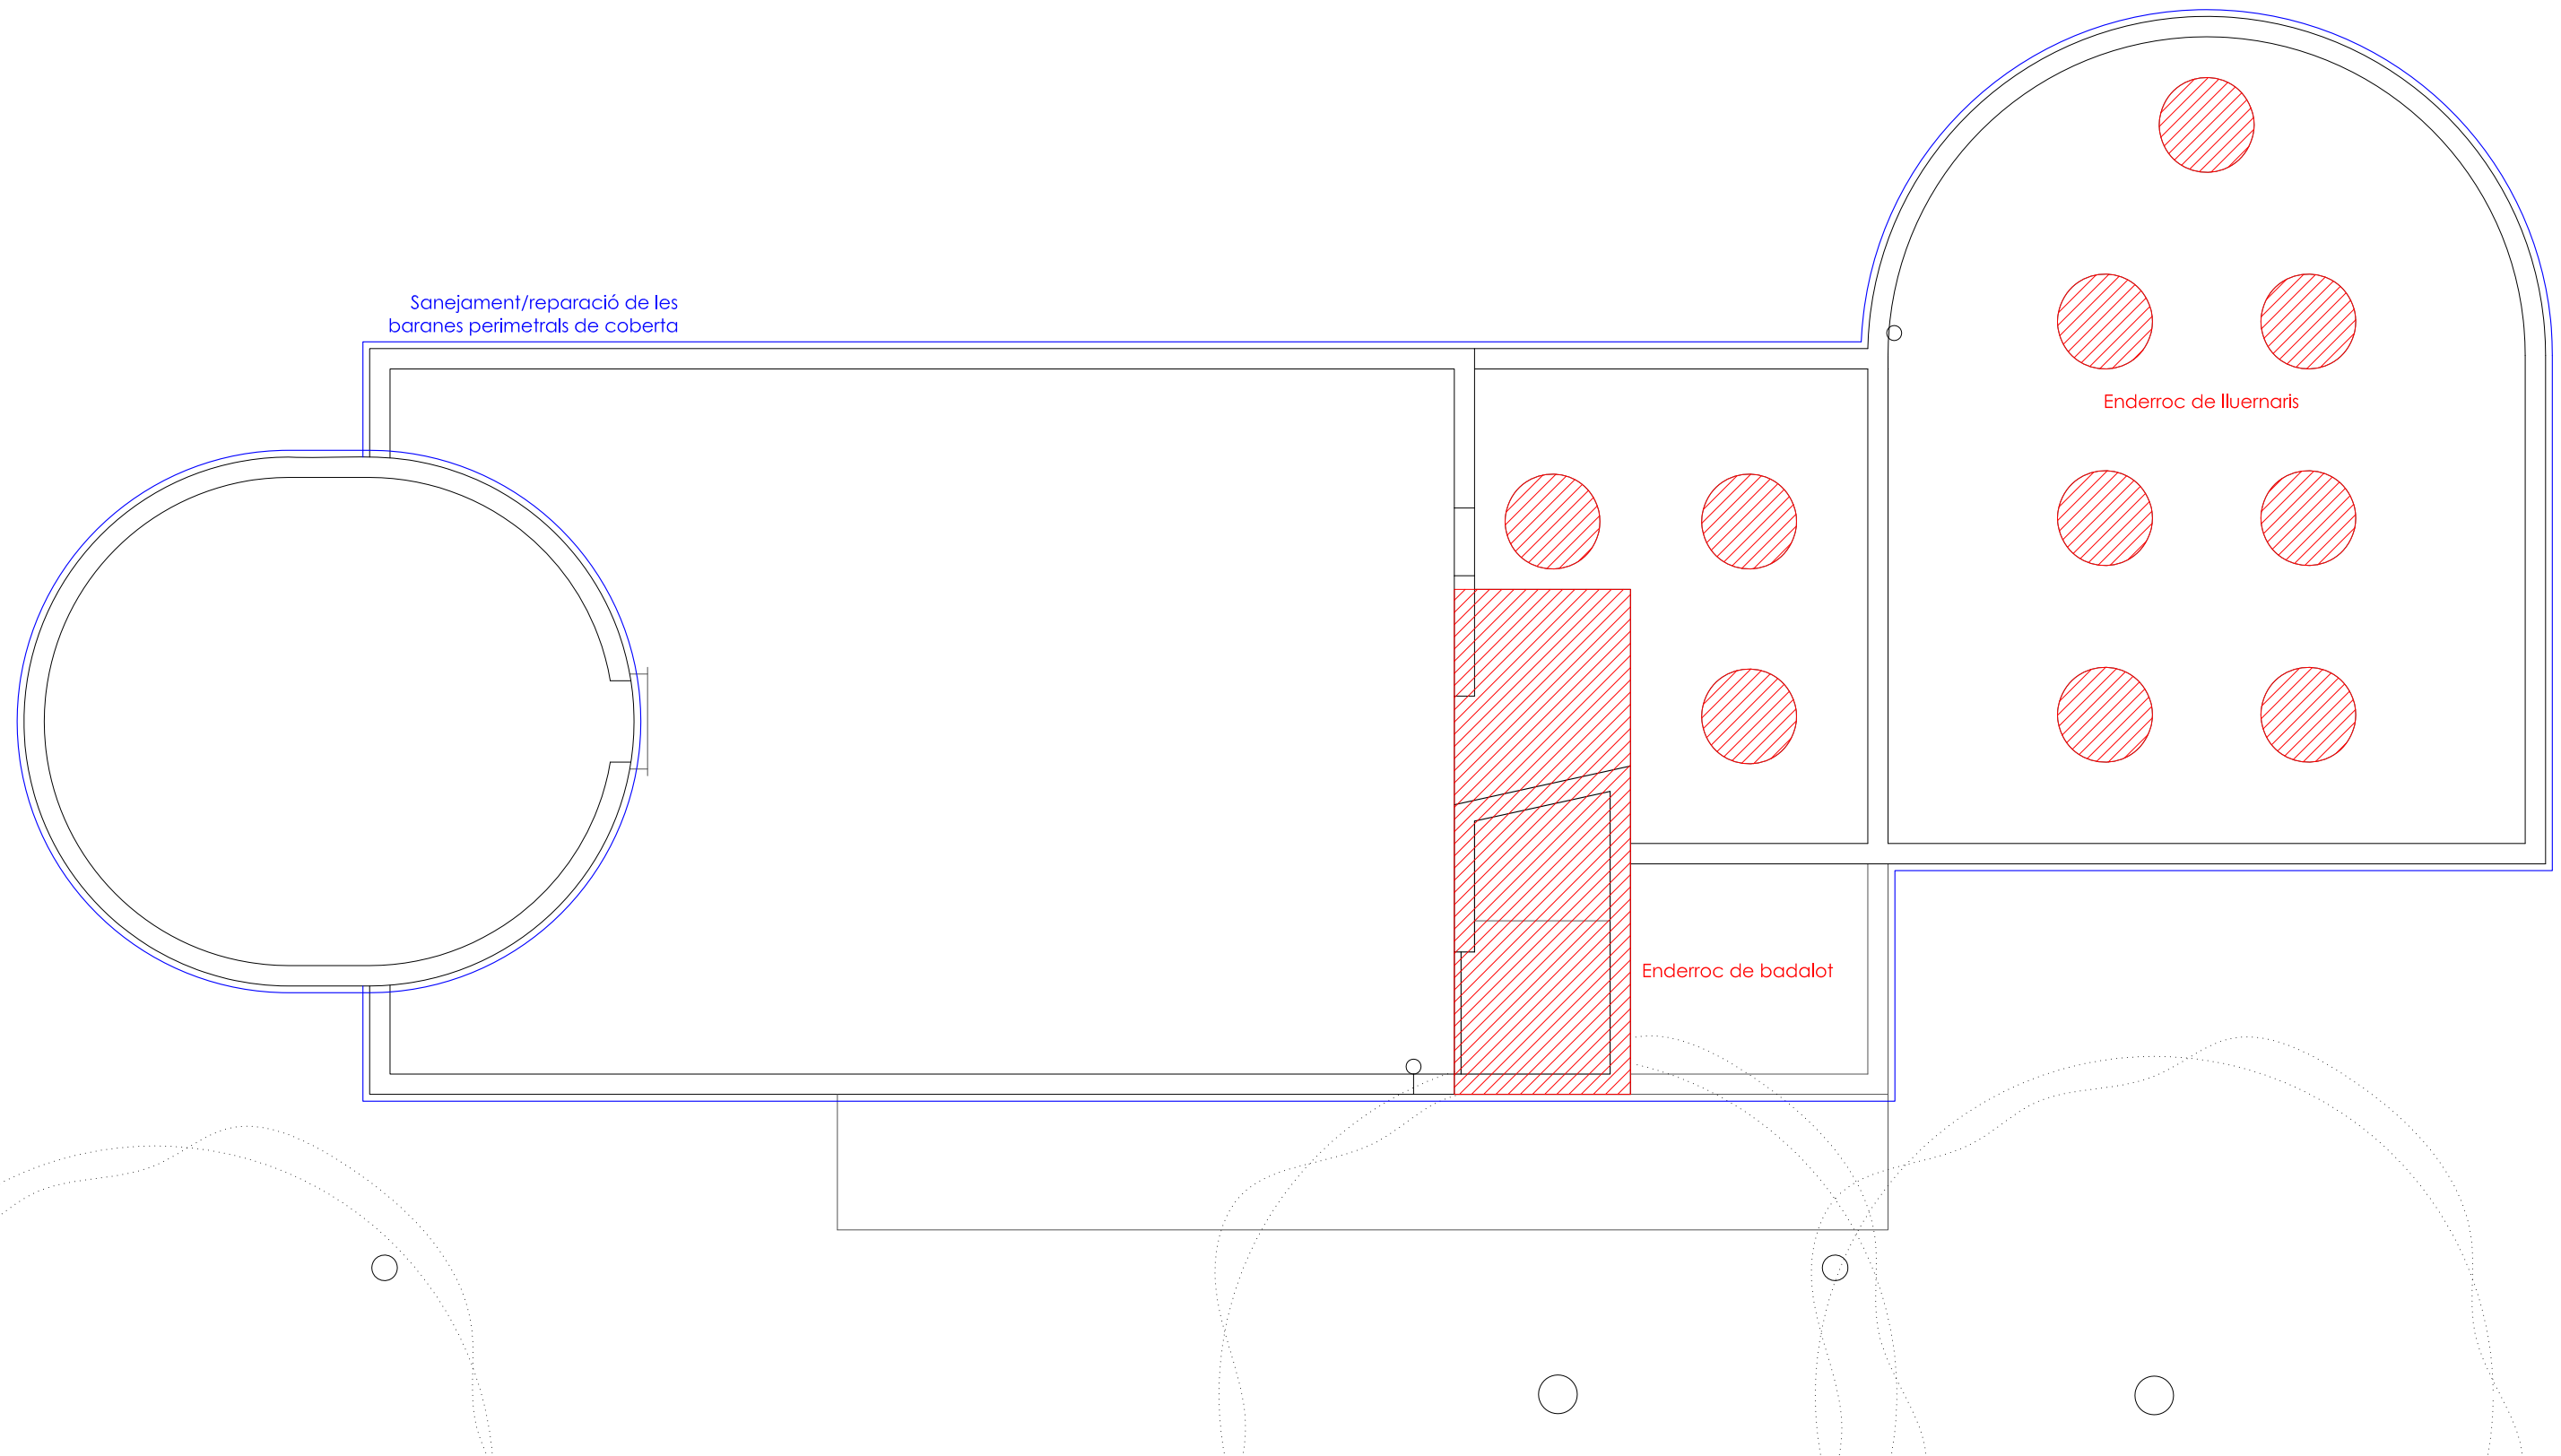 Sanejament/reparació de les
baranes perimetrals de coberta
Enderroc de lluernaris
Enderroc de badalot